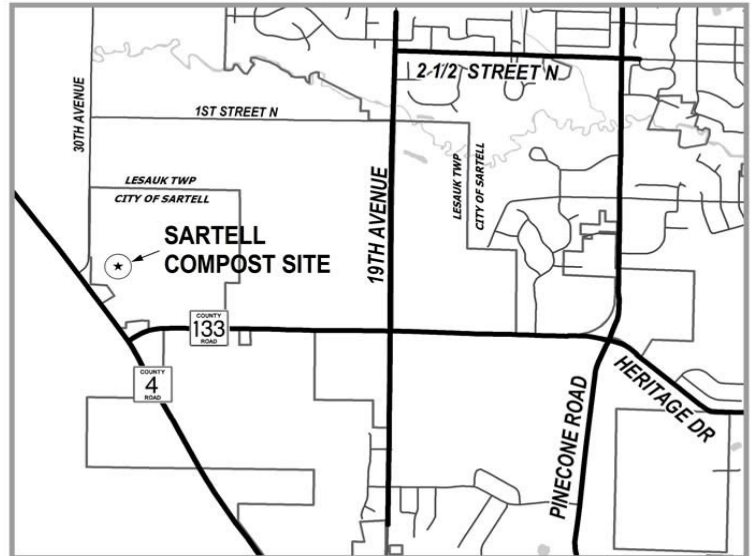 2 1/2 STREET N
30TH AVENUE
1ST STREET N
LESAUK TWP
CITY OF SARTELL
19TH AVENUE
LESAUK TWP
CITY OF SARTELL
SARTELL
COMPOST SITE
COUNTY
133
ROAD
COUNTY
4
ROAD
PINECONE ROAD
HERITAGE DR